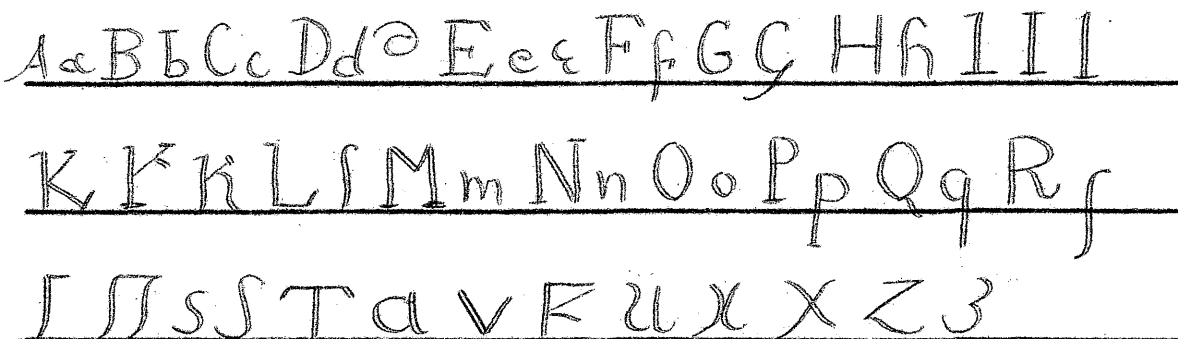 A a B b C c D d ∂ E e ε F f G Ç H h I I I
K K K L ſ M m N n O o P p Q q R ſ
ſ ſſ s S T a V F U X X Z 3